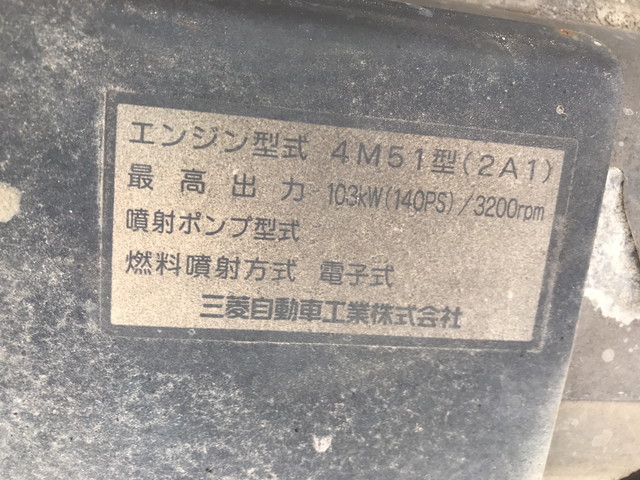 エンジン型式 4M51型(2A1)
最高出力 103kW(140PS)/3200rpm
噴射ポンプ型式
燃料噴射方式 電子式
三菱自動車工業株式会社